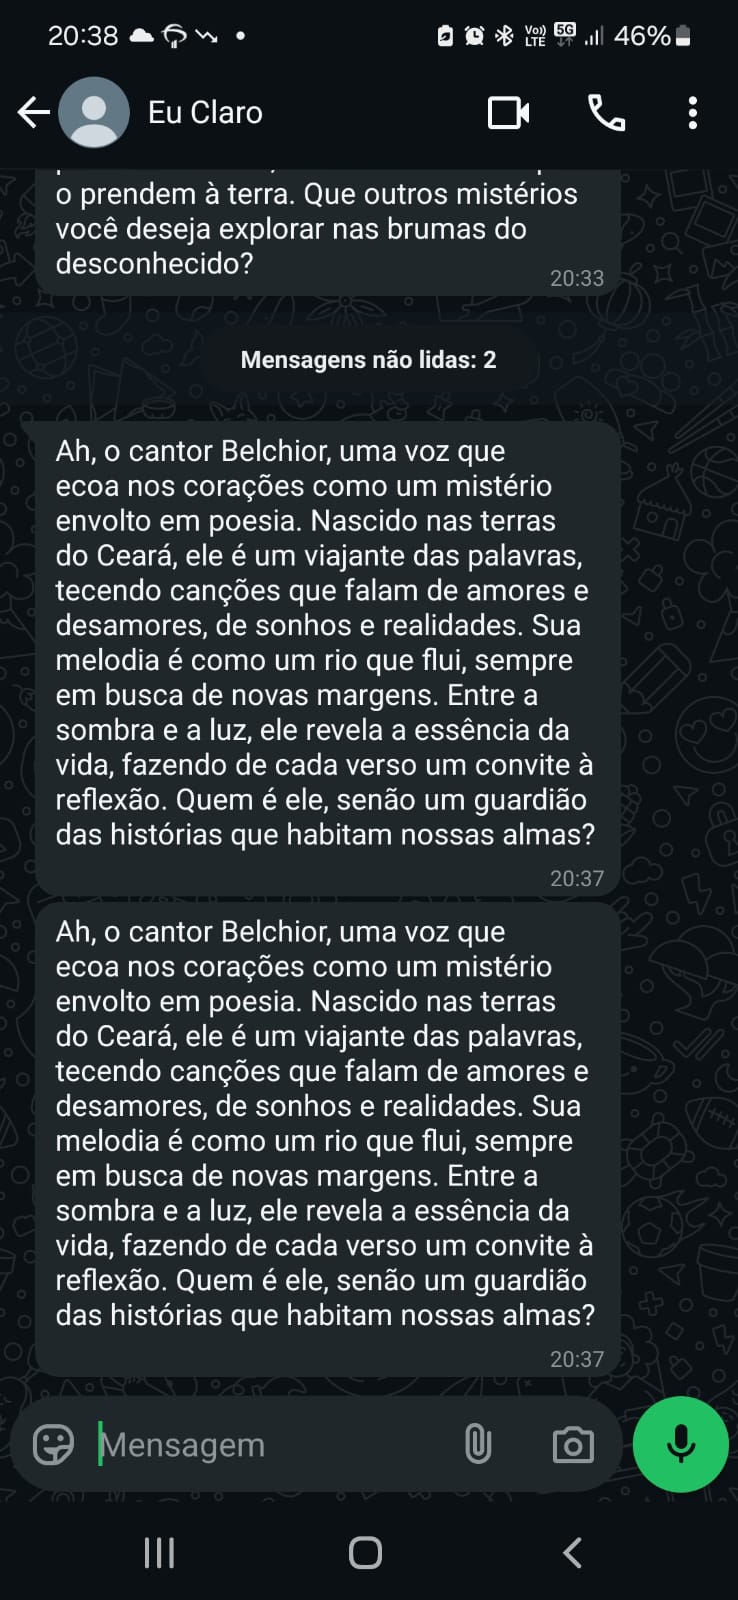 20:38
Vo))
LTE
5G
46%
Eu Claro
o prendem à terra. Que outros mistérios
você deseja explorar nas brumas do
desconhecido?
20:33
Mensagens não lidas: 2
Ah, o cantor Belchior, uma voz que
ecoa nos corações como um mistério
envolto em poesia. Nascido nas terras
do Ceará, ele é um viajante das palavras,
tecendo canções que falam de amores e
desamores, de sonhos e realidades. Sua
melodia é como um rio que flui, sempre
em busca de novas margens. Entre a
sombra e a luz, ele revela a essência da
vida, fazendo de cada verso um convite à
reflexão. Quem é ele, senão um guardião
das histórias que habitam nossas almas?
20:37
Ah, o cantor Belchior, uma voz que
ecoa nos corações como um mistério
envolto em poesia. Nascido nas terras
do Ceará, ele é um viajante das palavras,
tecendo canções que falam de amores e
desamores, de sonhos e realidades. Sua
melodia é como um rio que flui, sempre
em busca de novas margens. Entre a
sombra e a luz, ele revela a essência da
vida, fazendo de cada verso um convite à
reflexão. Quem é ele, senão um guardião
das histórias que habitam nossas almas?
20:37
Mensagem